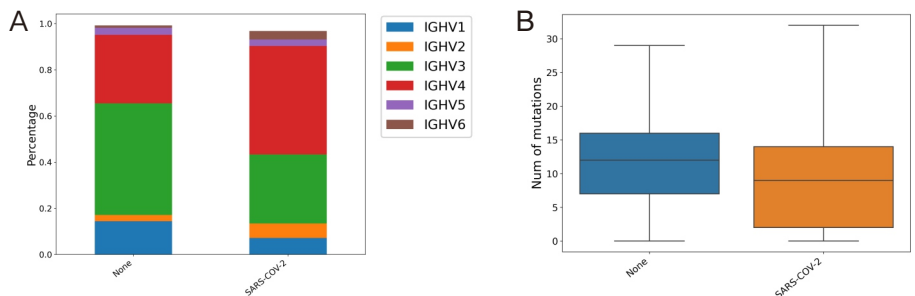 A
1.0
0.8
0.6
0.4
0.2
0.0
Percentage
None
SARS-COV-2
IGHV1
IGHV2
IGHV3
IGHV4
IGHV5
IGHV6
B
30
25
20
15
10
5
0
Num of mutations
None
SARS-COV-2